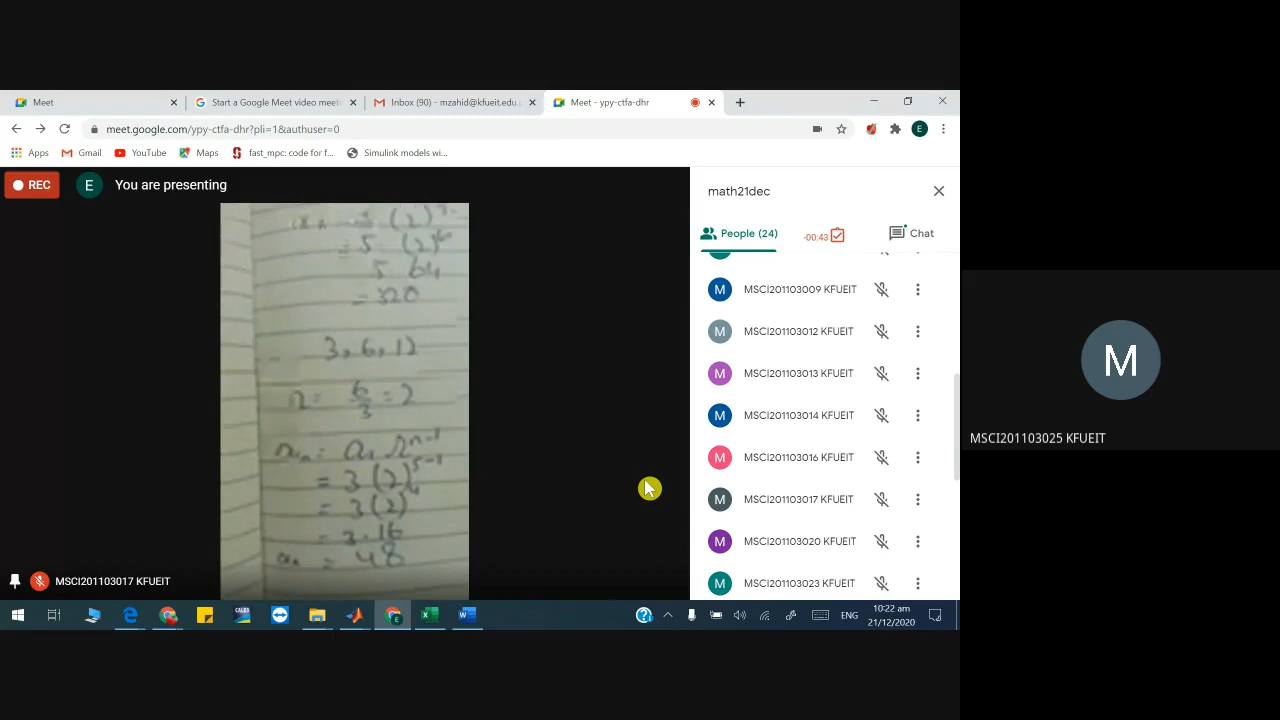 Meet
Start a Google Meet video meeti
Inbox (90) - mzahid@kfueit.edu.
Meet - ypy-ctfa-dhr
meet.google.com/ypy-ctfa-dhr?pli=1&authuser=0
E
Apps
Gmail
YouTube
Maps
fast_mpc: code for f...
Simulink models wi...
REC
E
You are presenting
math21dec
People (24)
-00:43
Chat
M MSCI201103009 KFUEIT
M MSCI201103012 KFUEIT
M MSCI201103013 KFUEIT
M MSCI201103014 KFUEIT
M MSCI201103016 KFUEIT
M MSCI201103017 KFUEIT
M MSCI201103020 KFUEIT
M MSCI201103023 KFUEIT
= 5 (2)^6
5 64
= 320
3, 6, 12
r = 6/3 = 2
an = a1 r^n-1
= 3 (2)^5-1
= 3 (2)^4
= 3.16
an = 48
MSCI201103017 KFUEIT
M
MSCI201103025 KFUEIT
ENG
10:22 am
21/12/2020